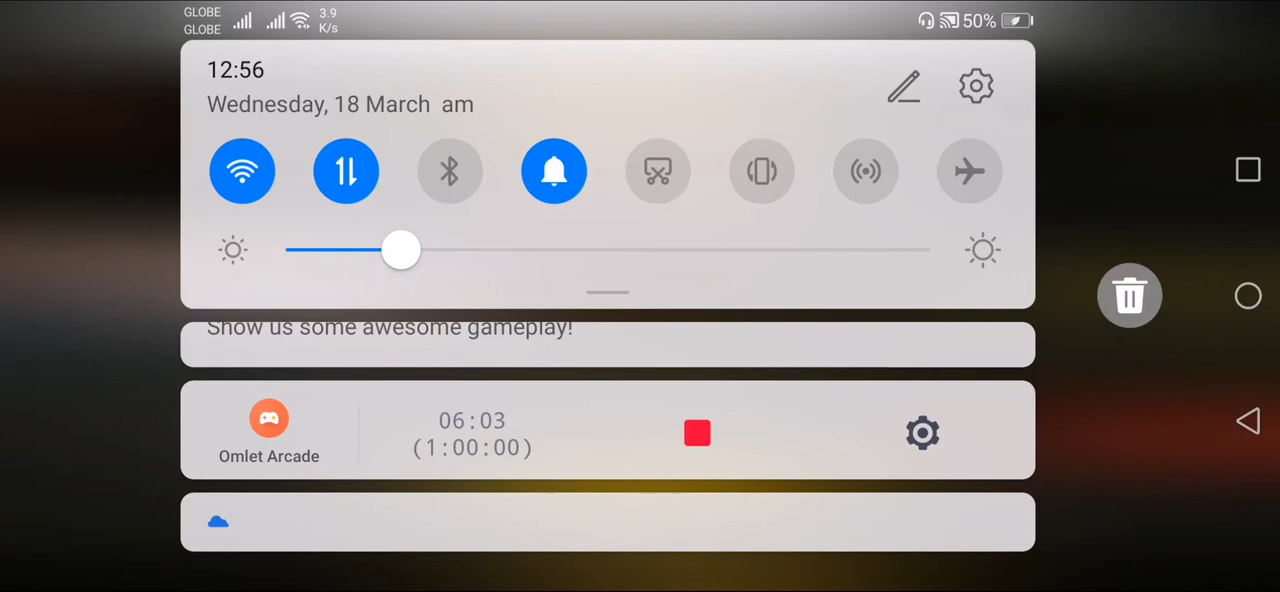 GLOBE
GLOBE
3.9
K/s
50%
12:56
Wednesday, 18 March am
Show us some awesome gameplay!
06:03
(1:00:00)
Omlet Arcade